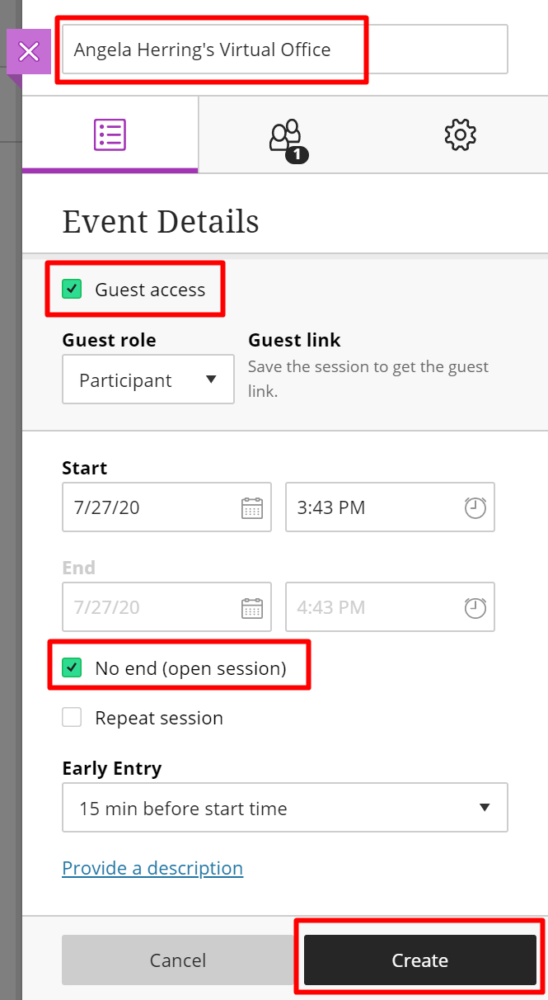 Angela Herring's Virtual Office
1
Event Details
Guest access
Guest role
Guest link
Participant
Save the session to get the guest
link.
Start
7/27/20
3:43 PM
End
7/27/20
4:43 PM
No end (open session)
Repeat session
Early Entry
15 min before start time
Provide a description
Cancel
Create